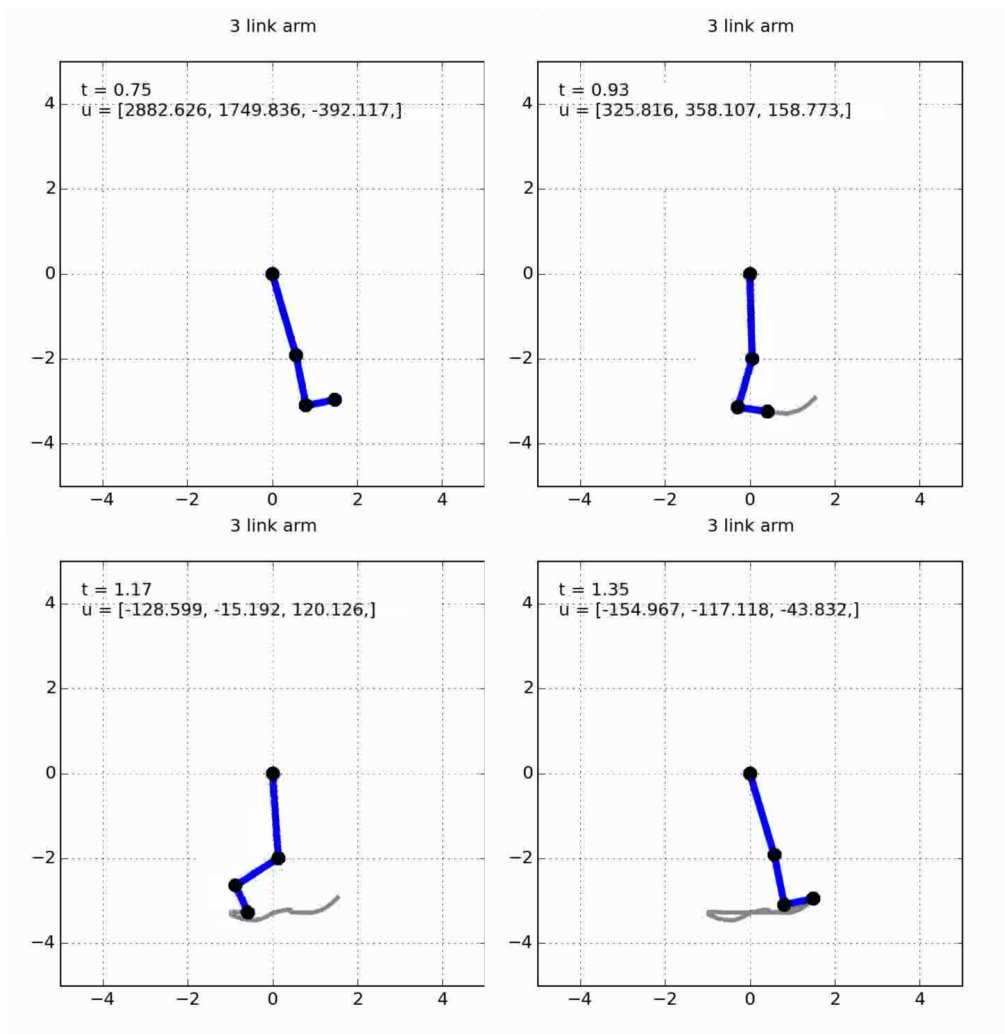 3 link arm
t = 0.75
u = [2882.626, 1749.836, -392.117,]
4
2
0
−2
−4
−4 −2 0 2 4
3 link arm
t = 0.93
u = [325.816, 358.107, 158.773,]
4
2
0
−2
−4
−4 −2 0 2 4
3 link arm
t = 1.17
u = [-128.599, -15.192, 120.126,]
4
2
0
−2
−4
−4 −2 0 2 4
3 link arm
t = 1.35
u = [-154.967, -117.118, -43.832,]
4
2
0
−2
−4
−4 −2 0 2 4